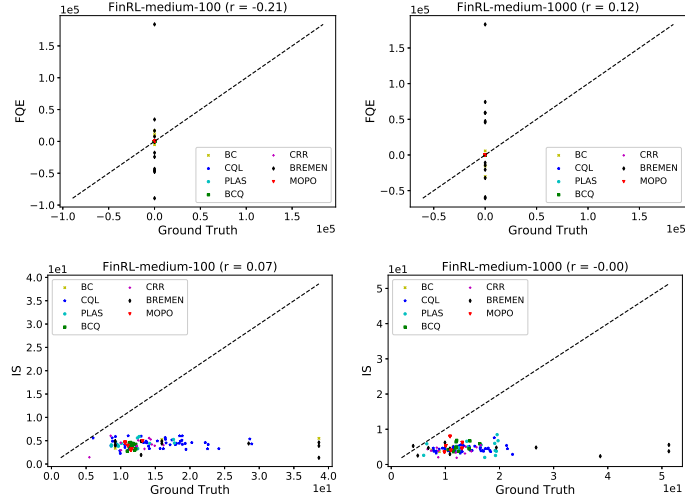 FinRL-medium-100 (r = -0.21)
1e5
1.5
1.0
0.5
0.0
−0.5
−1.0
FQE
BC
CQL
PLAS
BCQ
CRR
BREMEN
MOPO
−1.0 −0.5 0.0 0.5 1.0 1.5
Ground Truth
1e5
FinRL-medium-1000 (r = 0.12)
1e5
1.5
1.0
0.5
0.0
−0.5
FQE
BC
CQL
PLAS
BCQ
CRR
BREMEN
MOPO
−0.5 0.0 0.5 1.0 1.5
Ground Truth
1e5
FinRL-medium-100 (r = 0.07)
1e1
4.0
3.5
3.0
2.5
2.0
1.5
1.0
0.5
0.0
IS
BC
CQL
PLAS
BCQ
CRR
BREMEN
MOPO
0.0 0.5 1.0 1.5 2.0 2.5 3.0 3.5 4.0
Ground Truth
1e1
FinRL-medium-1000 (r = -0.00)
1e1
5
4
3
2
1
0
IS
BC
CQL
PLAS
BCQ
CRR
BREMEN
MOPO
0 1 2 3 4 5
Ground Truth
1e1